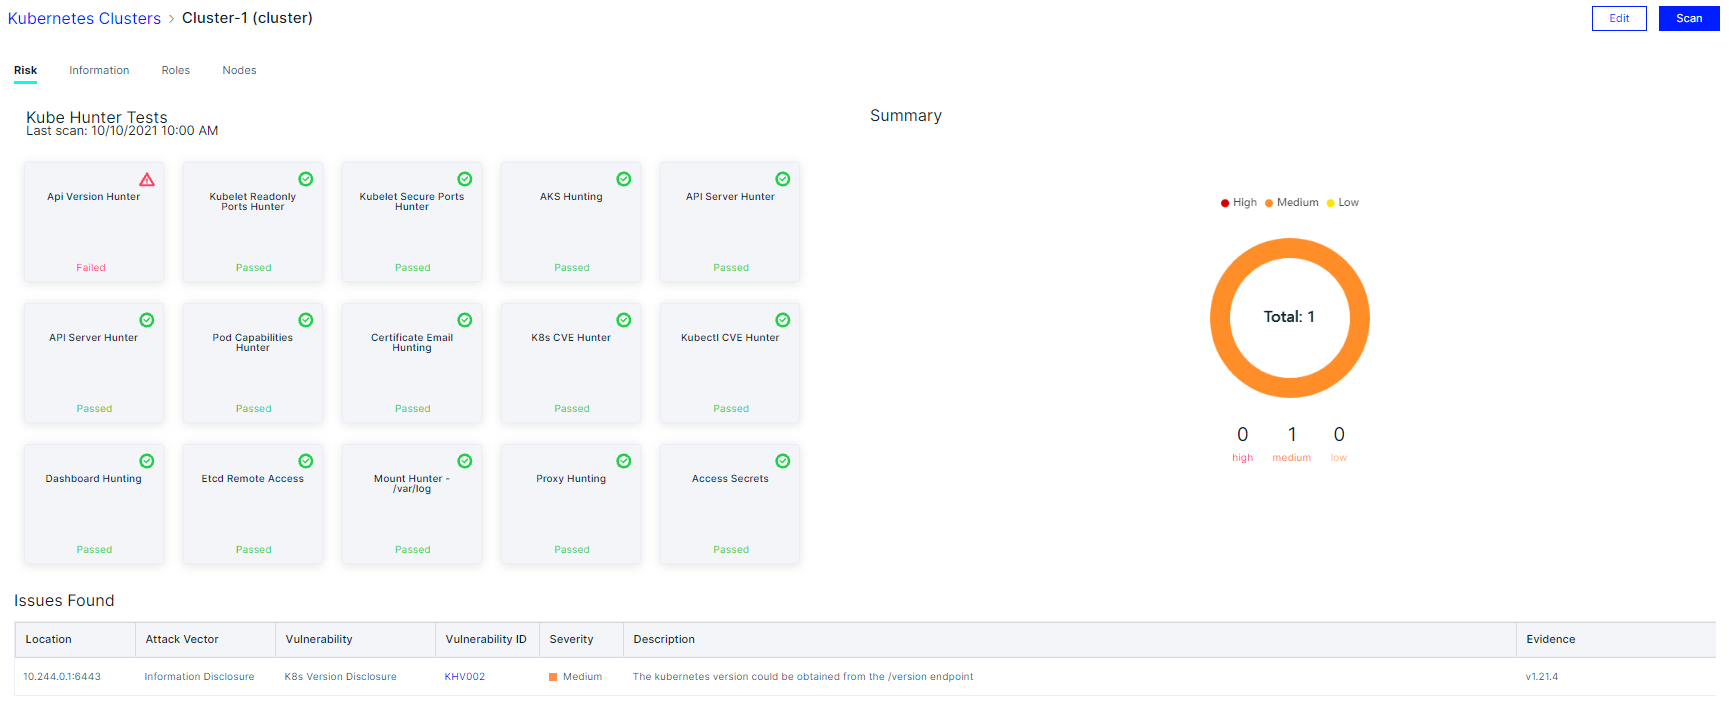 Kubernetes Clusters > Cluster-1 (cluster)
Edit
Scan
Risk
Information
Roles
Nodes
Kube Hunter Tests
Last scan: 10/10/2021 10:00 AM
Api Version Hunter
Failed
Kubelet Readonly
Ports Hunter
Passed
Kubelet Secure Ports
Hunter
Passed
AKS Hunting
Passed
API Server Hunter
Passed
API Server Hunter
Passed
Pod Capabilities
Hunter
Passed
Certificate Email
Hunting
Passed
K8s CVE Hunter
Passed
Kubectl CVE Hunter
Passed
Dashboard Hunting
Passed
Etcd Remote Access
Passed
Mount Hunter -
/var/log
Passed
Proxy Hunting
Passed
Access Secrets
Passed
Summary
High Medium Low
Total: 1
0 1 0
high medium low
Issues Found
Location Attack Vector Vulnerability Vulnerability ID Severity Description Evidence
10.244.0.1:6443 Information Disclosure K8s Version Disclosure KHV002 Medium The kubernetes version could be obtained from the /version endpoint v1.21.4